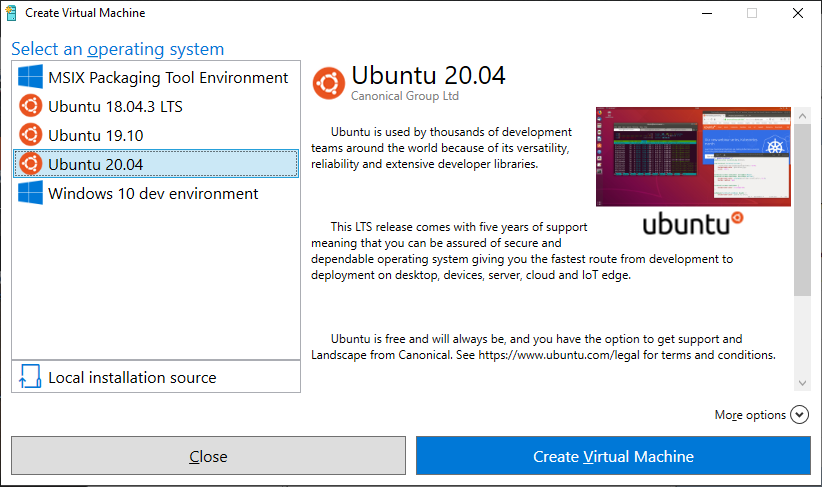 Create Virtual Machine
Select an operating system
MSIX Packaging Tool Environment
Ubuntu 18.04.3 LTS
Ubuntu 19.10
Ubuntu 20.04
Windows 10 dev environment
Local installation source
Ubuntu 20.04
Canonical Group Ltd
Ubuntu is used by thousands of development
teams around the world because of its versatility,
reliability and extensive developer libraries.
ubuntu
This LTS release comes with five years of support
meaning that you can be assured of secure and
dependable operating system giving you the fastest route from development to
deployment on desktop, devices, server, cloud and IoT edge.
Ubuntu is free and will always be, and you have the option to get support and
Landscape from Canonical. See https://www.ubuntu.com/legal for terms and conditions.
More options
Close
Create Virtual Machine